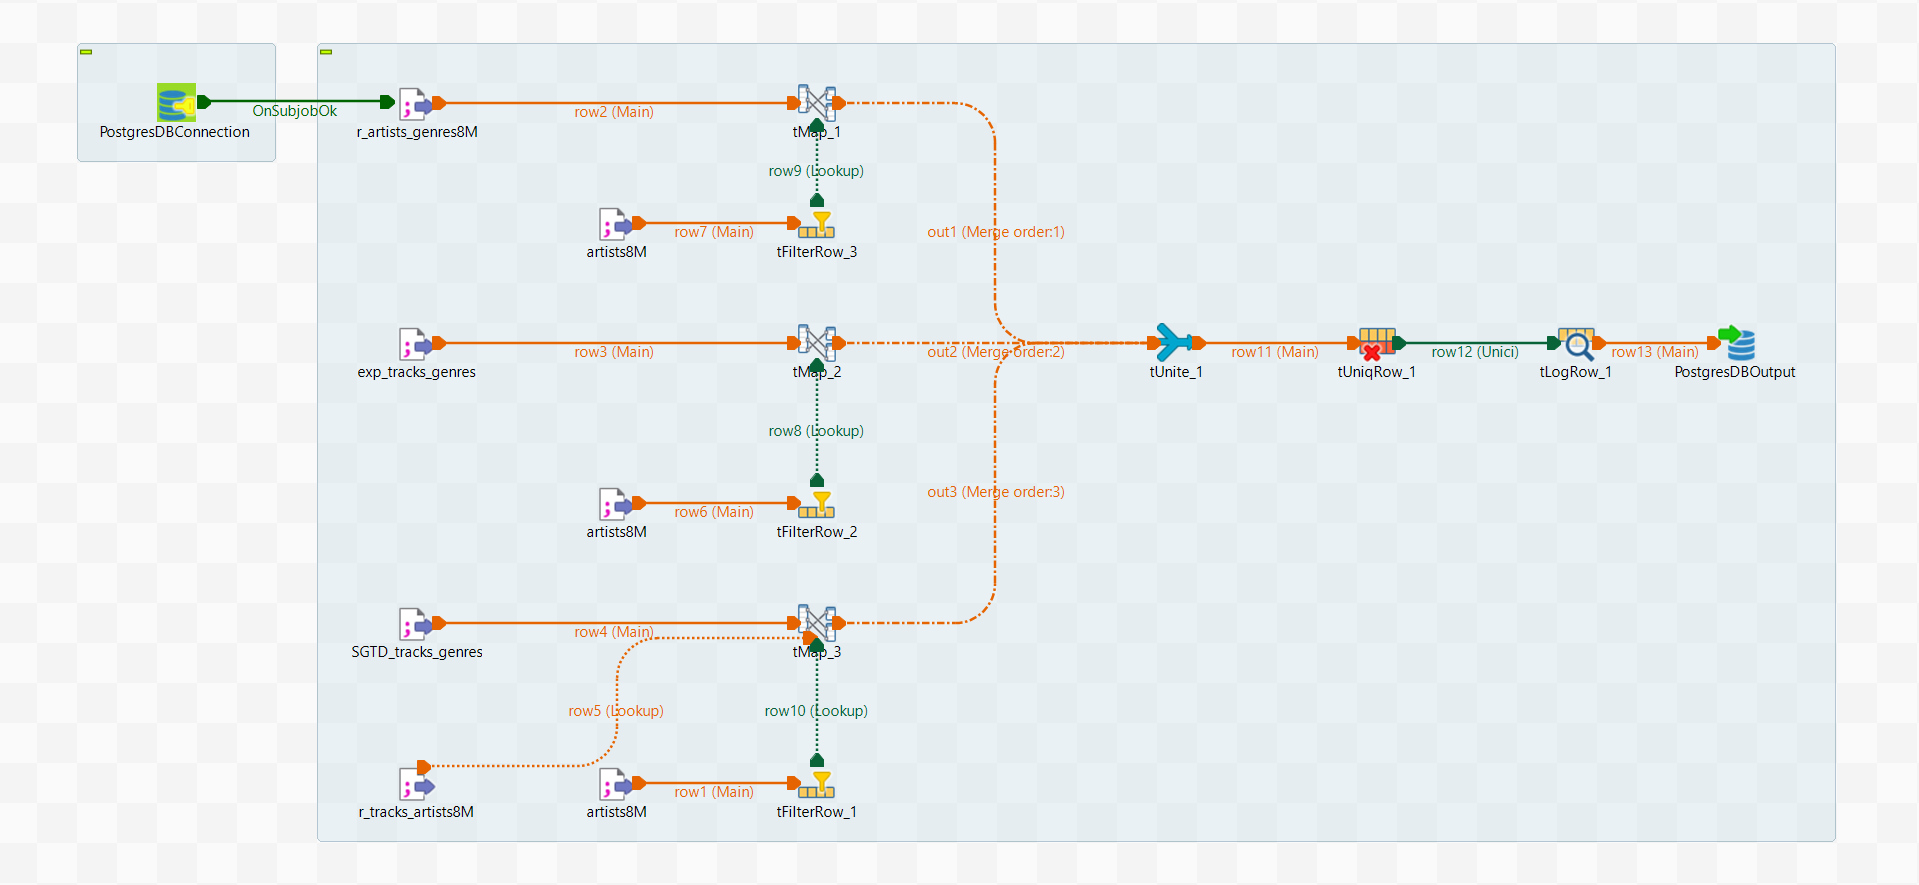 PostgresDBConnection
OnSubjobOk
r_artists_genres8M
row2 (Main)
tMap_1
row9 (Lookup)
artists8M
row7 (Main)
tFilterRow_3
out1 (Merge order:1)
exp_tracks_genres
row3 (Main)
tMap_2
out2 (Merge order:2)
tUnite_1
row11 (Main)
tUniqRow_1
row12 (Unici)
tLogRow_1
row13 (Main)
PostgresDBOutput
row8 (Lookup)
artists8M
row6 (Main)
tFilterRow_2
out3 (Merge order:3)
SGTD_tracks_genres
row4 (Main)
tMap_3
row5 (Lookup)
row10 (Lookup)
r_tracks_artists8M
artists8M
row1 (Main)
tFilterRow_1